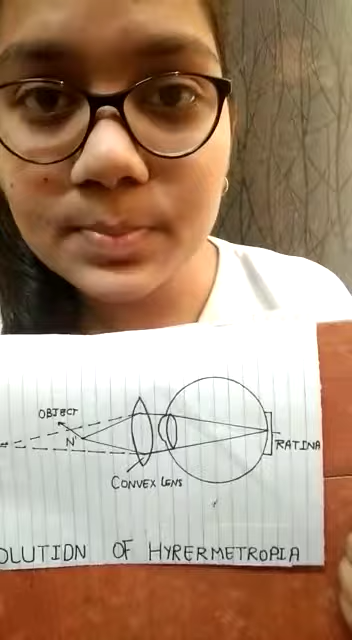 OBJECT
N'
RATINA
CONVEX LENS
OLUTION OF HYRERMETROPIA